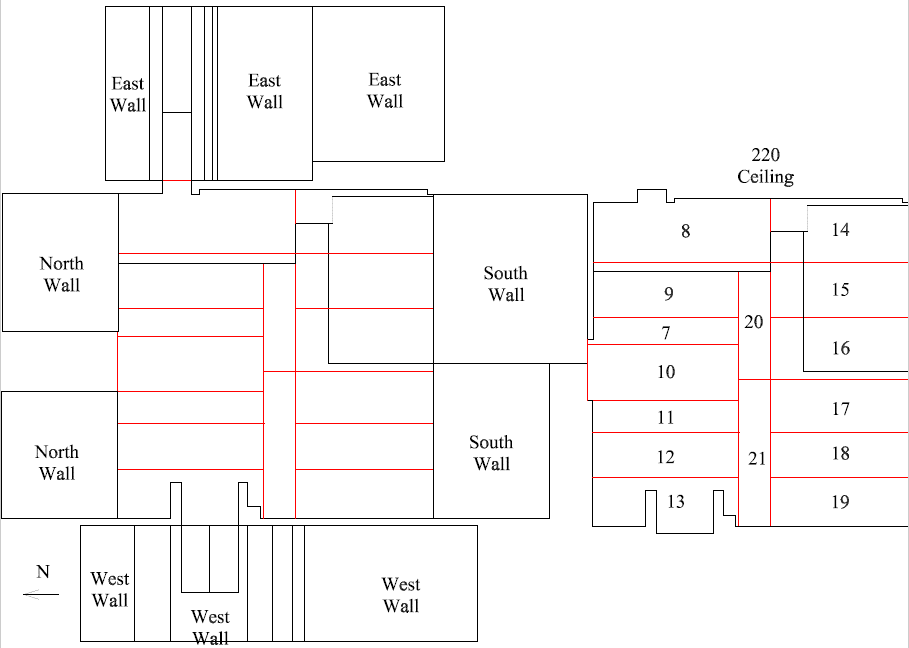 East
Wall
East
Wall
East
Wall
220
Ceiling
North
Wall
South
Wall
8
14
9
15
20
7
16
10
11
17
North
Wall
South
Wall
12
21
18
13
19
N
West
Wall
West
Wall
West
Wall